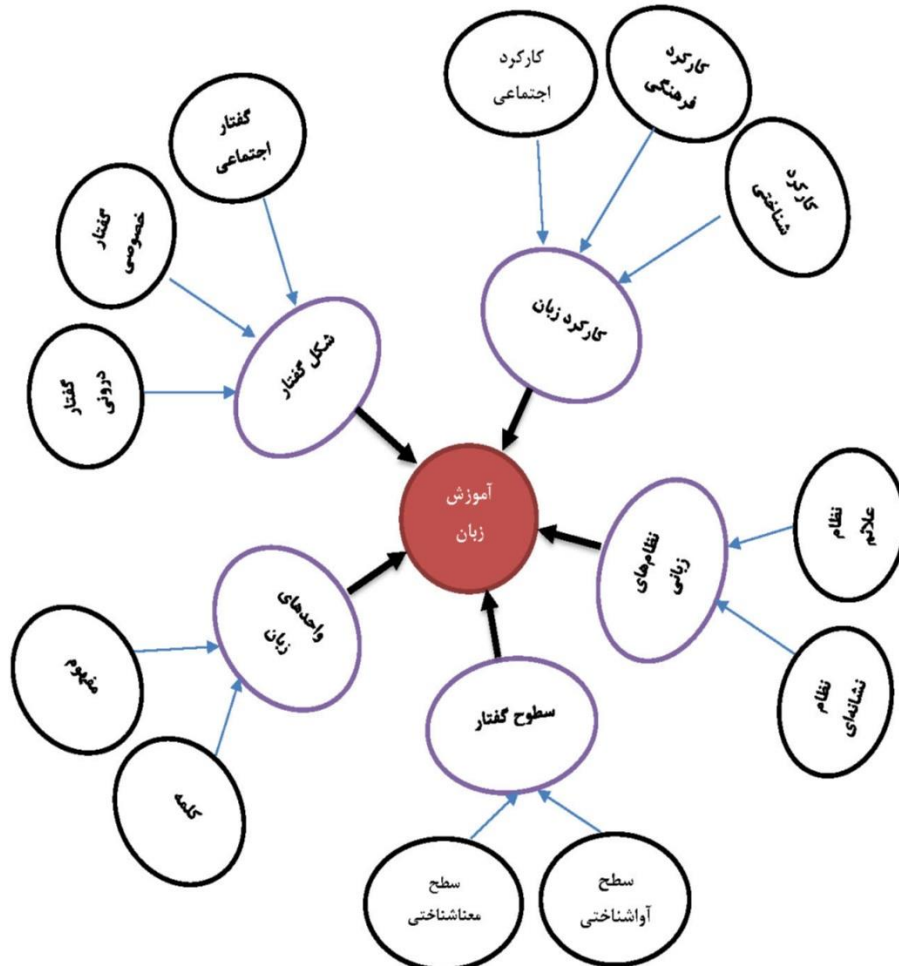 کارکرد
اجتماعی
کارکرد
فرهنگی
کارکرد
شناختی
کارکرد زبان
گفتار
اجتماعی
گفتار
خصوصی
گفتار
درونی
شکل گفتار
آموزش
زبان
نظام
علائم
نظام
نشانه‌ای
نظام‌های
زبانی
واحدهای
زبان
مفهوم
کلمه
سطوح گفتار
سطح
آواشناختی
سطح
معناشناختی